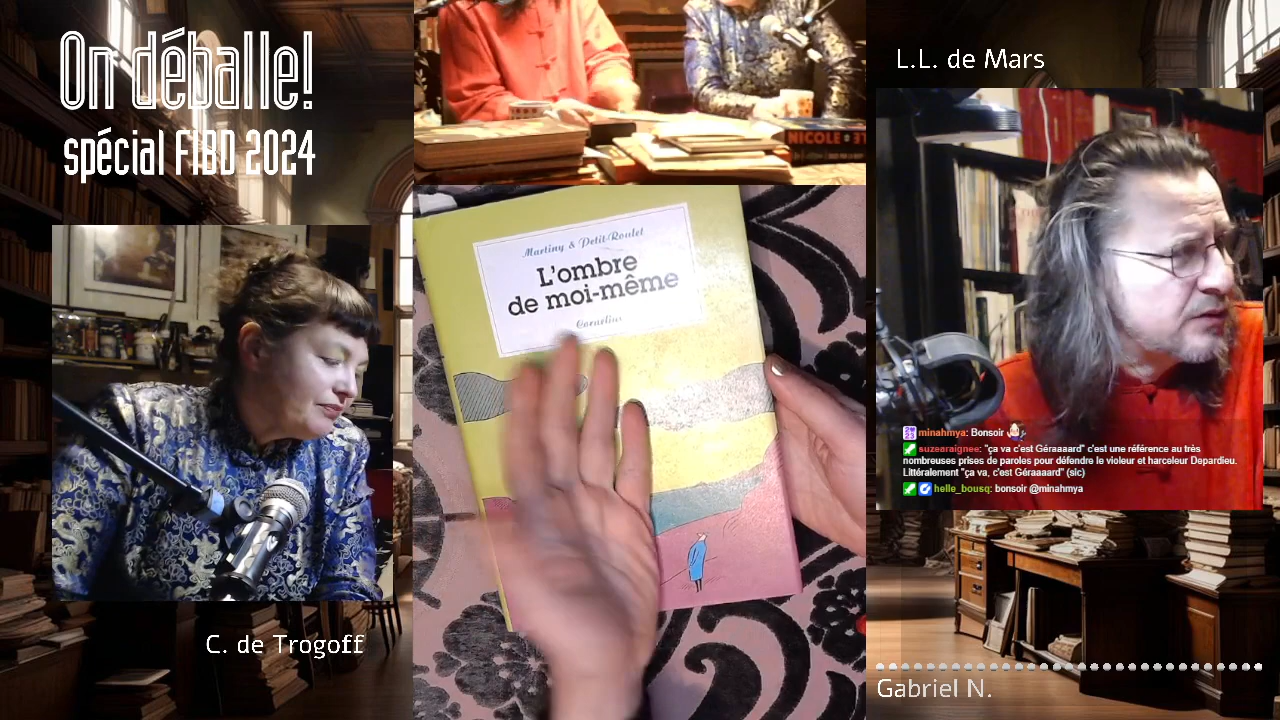 On déballe!
spécial FIBD 2024
L.L. de Mars
NICOLE
Martiny & Petit-Roulet
L'ombre
de moi-même
Cornélius
minahmya: Bonsoir
suzearaignee: "ça va c'est Géraaaard" c'est une référence au très
nombreuses prises de paroles pour défendre le violeur et harceleur Depardieu.
Littéralement "ça va, c'est Géraaaard" (sic)
helle_bousq: bonsoir @minahmya
C. de Trogoff
Gabriel N.